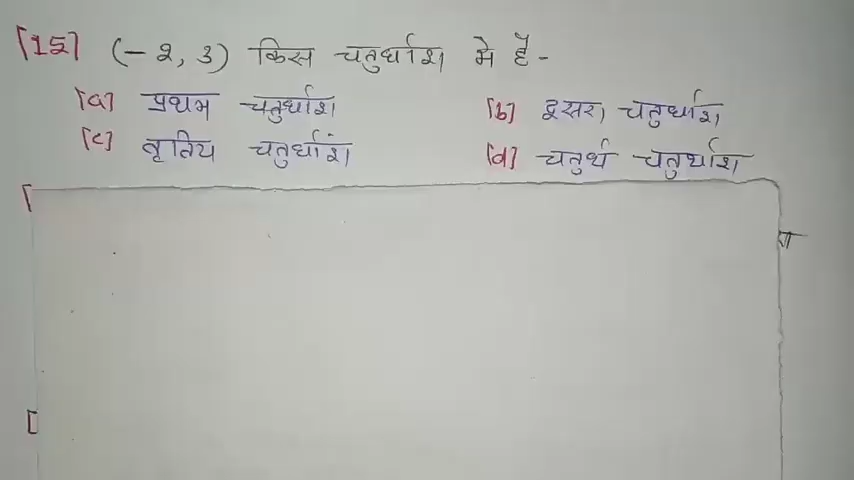 [15] (-2, 3) किस चतुर्थांश मे है -
[a] प्रथम चतुर्थांश [b] दूसरा चतुर्थांश
[c] तृतिय चतुर्थांश [d] चतुर्थ चतुर्थांश